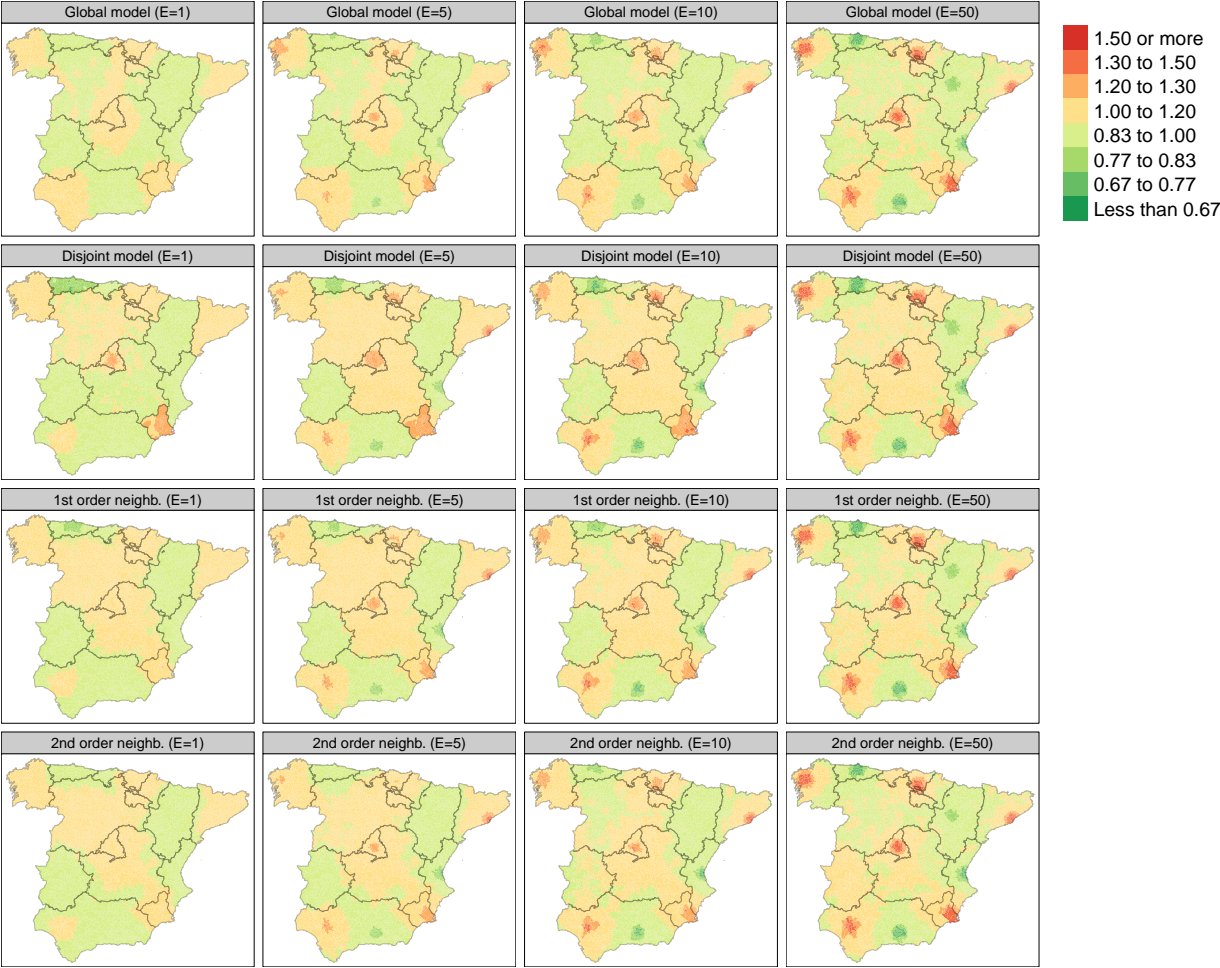 Global model (E=1)
Global model (E=5)
Global model (E=10)
Global model (E=50)
1.50 or more
1.30 to 1.50
1.20 to 1.30
1.00 to 1.20
0.83 to 1.00
0.77 to 0.83
0.67 to 0.77
Less than 0.67
Disjoint model (E=1)
Disjoint model (E=5)
Disjoint model (E=10)
Disjoint model (E=50)
1st order neighb. (E=1)
1st order neighb. (E=5)
1st order neighb. (E=10)
1st order neighb. (E=50)
2nd order neighb. (E=1)
2nd order neighb. (E=5)
2nd order neighb. (E=10)
2nd order neighb. (E=50)